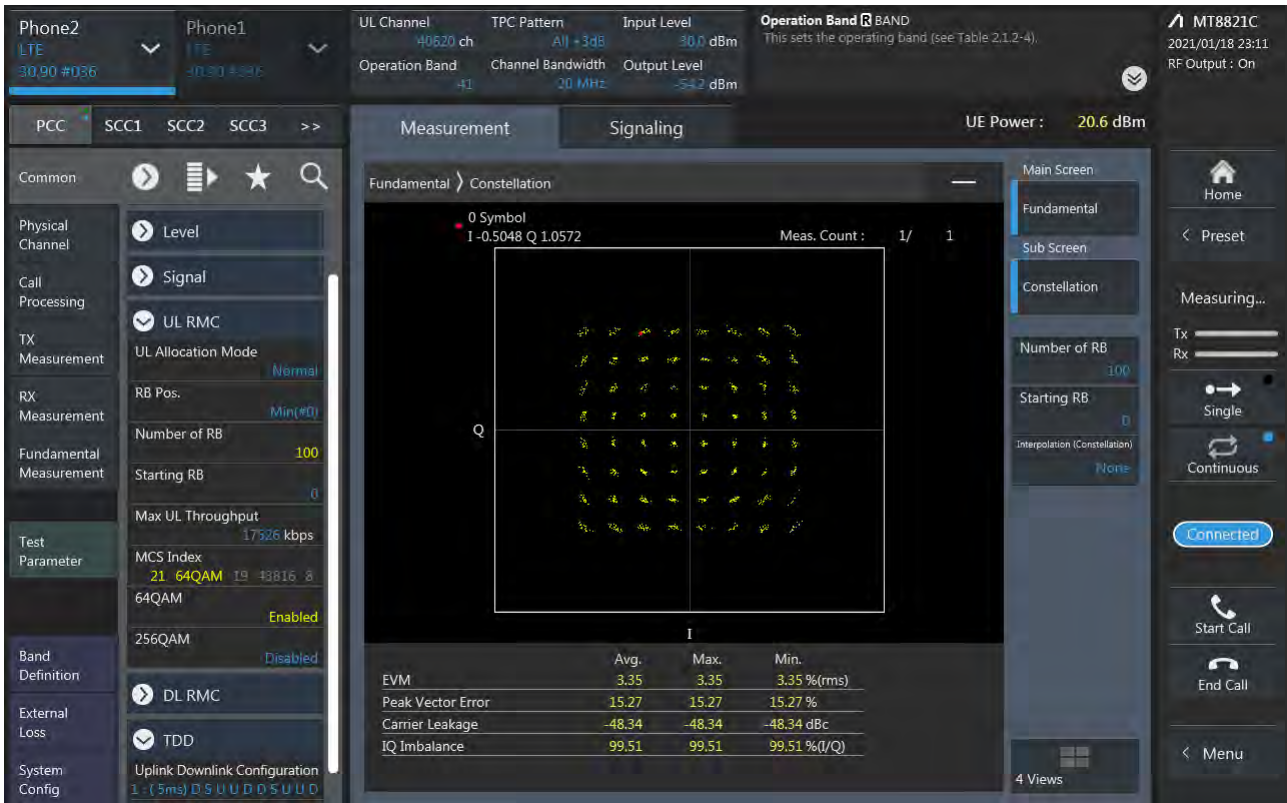 Phone2
LTE
30.90 #036
Phone1
LTE
30.90 #036
UL Channel
40620 ch
TPC Pattern
All +3dB
Input Level
30.0 dBm
Operation Band
41
Channel Bandwidth
20 MHz
Output Level
-54.2 dBm
Operation Band R BAND
This sets the operating band (see Table 2.1.2-4).
MT8821C
2021/01/18 23:11
RF Output : On
PCC SCC1 SCC2 SCC3 >>
Measurement
Signaling
UE Power : 20.6 dBm
Common
Physical
Channel
Call
Processing
TX
Measurement
RX
Measurement
Fundamental
Measurement
Test
Parameter
Band
Definition
External
Loss
System
Config
Level
Signal
UL RMC
UL Allocation Mode
Normal
RB Pos.
Min(#0)
Number of RB
100
Starting RB
0
Max UL Throughput
17526 kbps
MCS Index
21 64QAM 19 43816 8
64QAM
Enabled
256QAM
Disabled
DL RMC
TDD
Uplink Downlink Configuration
1 : ( 5ms) D S U U D D S U U D
Fundamental Constellation
0 Symbol
I -0.5048 Q 1.0572
Meas. Count : 1/ 1
Q
I
Avg. Max. Min.
EVM 3.35 3.35 3.35 %(rms)
Peak Vector Error 15.27 15.27 15.27 %
Carrier Leakage -48.34 -48.34 -48.34 dBc
IQ Imbalance 99.51 99.51 99.51 %(I/Q)
Main Screen
Fundamental
Sub Screen
Constellation
Number of RB
100
Starting RB
0
Interpolation (Constellation)
None
4 Views
Home
< Preset
Measuring...
Tx
Rx
Single
Continuous
Connected
Start Call
End Call
< Menu